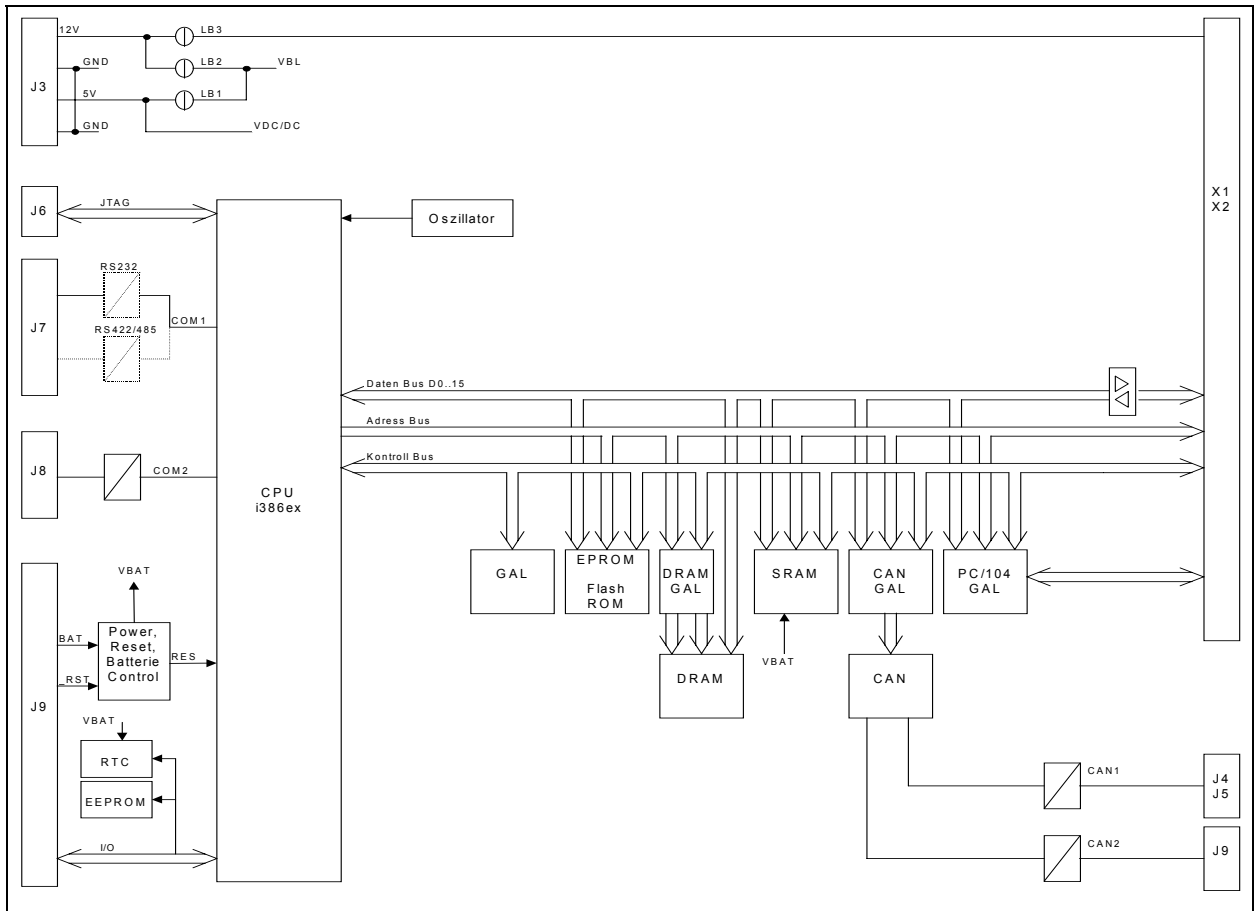 12V
LB3
GND
LB2
VBL
J3
5V
LB1
GND
VDC/DC
X1
X2
J6
JTAG
Oszillator
RS232
J7
COM1
RS422/485
Daten Bus D0..15
Adress Bus
Kontroll Bus
J8
COM2
CPU
i386ex
GAL
EPROM
Flash
ROM
DRAM
GAL
SRAM
CAN
GAL
PC/104
GAL
VBAT
DRAM
CAN
VBAT
BAT
Power,
Reset,
Batterie
Control
RES
_RST
J9
VBAT
RTC
EEPROM
I/O
CAN1
J4
J5
CAN2
J9